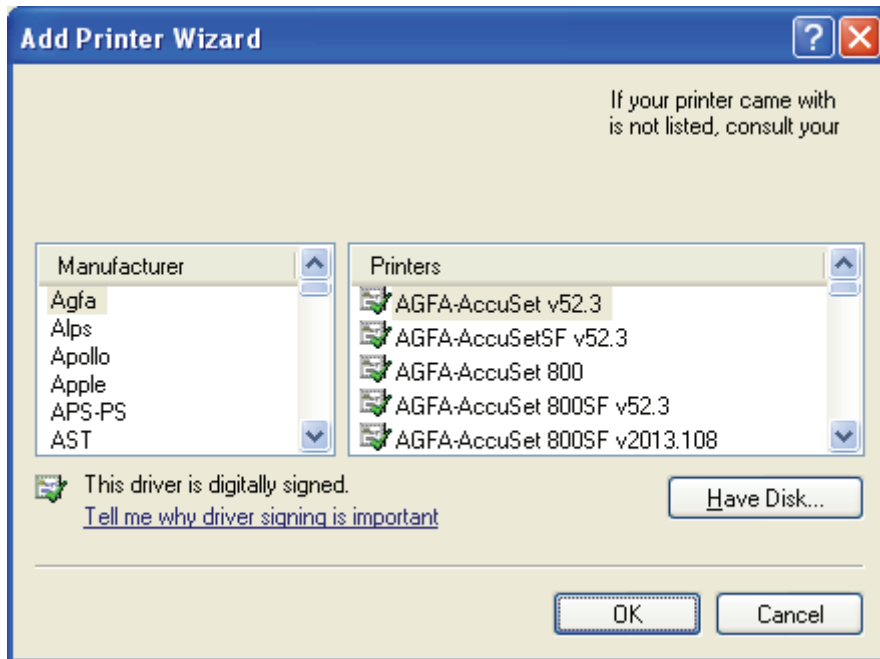 Add Printer Wizard
If your printer came with
is not listed, consult your
Manufacturer
Agfa
Alps
Apollo
Apple
APS-PS
AST
Printers
AGFA-AccuSet v52.3
AGFA-AccuSetSF v52.3
AGFA-AccuSet 800
AGFA-AccuSet 800SF v52.3
AGFA-AccuSet 800SF v2013.108
This driver is digitally signed.
Tell me why driver signing is important
Have Disk...
OK
Cancel